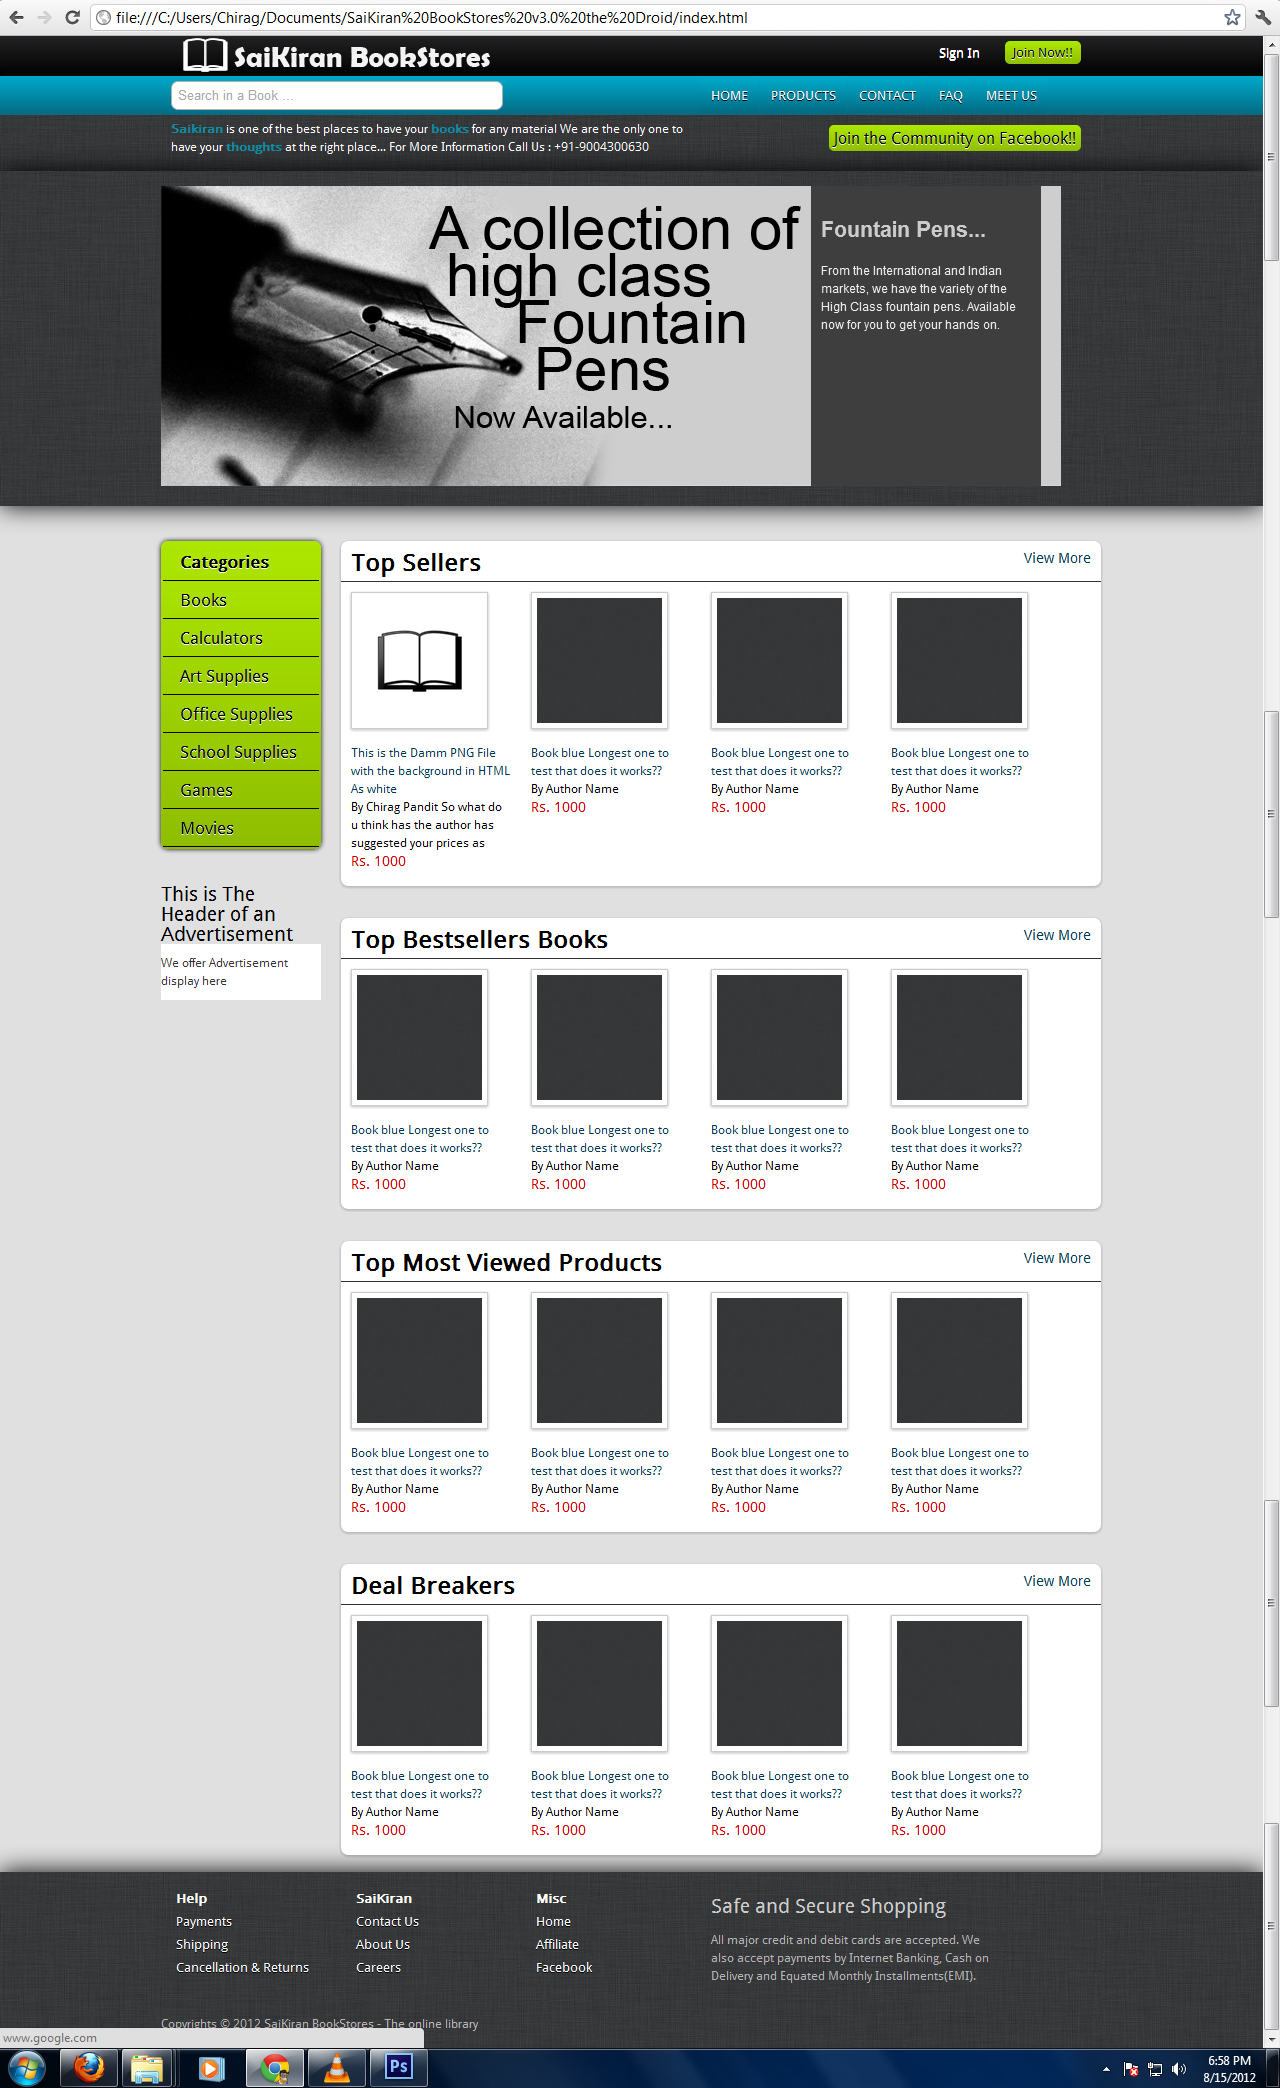 file:///C:/Users/Chirag/Documents/SaiKiran%20BookStores%20v3.0%20the%20Droid/index.html
SaiKiran BookStores
Sign In
Join Now!!
Search in a Book ...
HOME PRODUCTS CONTACT FAQ MEET US
Saikiran is one of the best places to have your books for any material We are the only one to
have your thoughts at the right place... For More Information Call Us : +91-9004300630
Join the Community on Facebook!!
A collection of
high class
Fountain
Pens
Now Available...
Fountain Pens...
From the International and Indian
markets, we have the variety of the
High Class fountain pens. Available
now for you to get your hands on.
Categories
Books
Calculators
Art Supplies
Office Supplies
School Supplies
Games
Movies
This is The
Header of an
Advertisement
We offer Advertisement
display here
Top Sellers
View More
This is the Damm PNG File
with the background in HTML
As white
By Chirag Pandit So what do
u think has the author has
suggested your prices as
Rs. 1000
Book blue Longest one to
test that does it works??
By Author Name
Rs. 1000
Book blue Longest one to
test that does it works??
By Author Name
Rs. 1000
Book blue Longest one to
test that does it works??
By Author Name
Rs. 1000
Top Bestsellers Books
View More
Book blue Longest one to
test that does it works??
By Author Name
Rs. 1000
Book blue Longest one to
test that does it works??
By Author Name
Rs. 1000
Book blue Longest one to
test that does it works??
By Author Name
Rs. 1000
Book blue Longest one to
test that does it works??
By Author Name
Rs. 1000
Top Most Viewed Products
View More
Book blue Longest one to
test that does it works??
By Author Name
Rs. 1000
Book blue Longest one to
test that does it works??
By Author Name
Rs. 1000
Book blue Longest one to
test that does it works??
By Author Name
Rs. 1000
Book blue Longest one to
test that does it works??
By Author Name
Rs. 1000
Deal Breakers
View More
Book blue Longest one to
test that does it works??
By Author Name
Rs. 1000
Book blue Longest one to
test that does it works??
By Author Name
Rs. 1000
Book blue Longest one to
test that does it works??
By Author Name
Rs. 1000
Book blue Longest one to
test that does it works??
By Author Name
Rs. 1000
Help
Payments
Shipping
Cancellation & Returns
SaiKiran
Contact Us
About Us
Careers
Misc
Home
Affiliate
Facebook
Safe and Secure Shopping
All major credit and debit cards are accepted. We
also accept payments by Internet Banking, Cash on
Delivery and Equated Monthly Installments(EMI).
Copyrights © 2012 SaiKiran BookStores - The online library
www.google.com
Ps
6:58 PM
8/15/2012